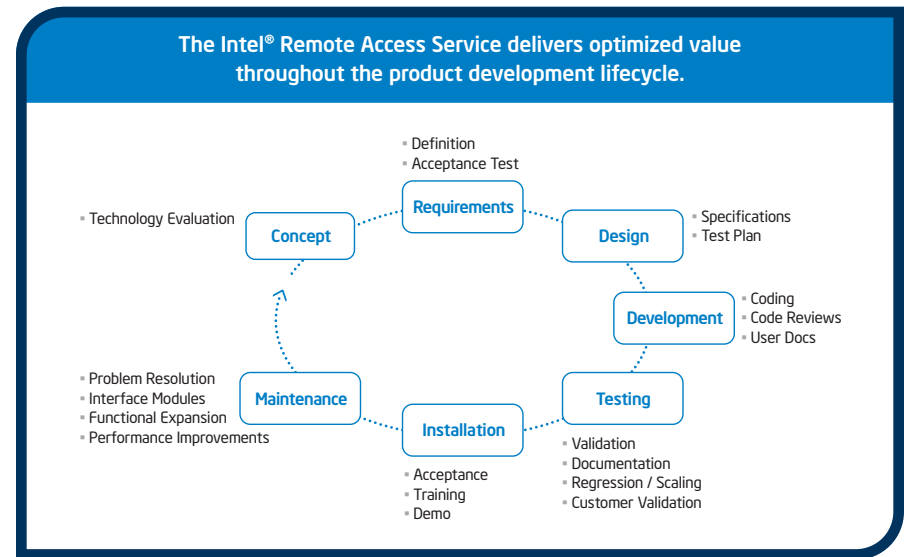 The Intel® Remote Access Service delivers optimized value
throughout the product development lifecycle.
▪ Definition
▪ Acceptance Test
Requirements
▪ Technology Evaluation
Concept
Design
▪ Specifications
▪ Test Plan
Development
▪ Coding
▪ Code Reviews
▪ User Docs
▪ Problem Resolution
▪ Interface Modules
▪ Functional Expansion
▪ Performance Improvements
Maintenance
Installation
▪ Acceptance
▪ Training
▪ Demo
Testing
▪ Validation
▪ Documentation
▪ Regression / Scaling
▪ Customer Validation